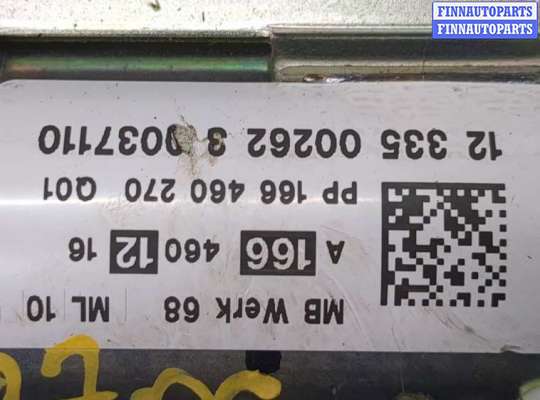 FINNAUTOPARTS
FINNAUTOPARTS
MB Werk 68 ML 10
A 166 460 12 16
PP 166 460 270 Q01
12 335 00262 3 0037110